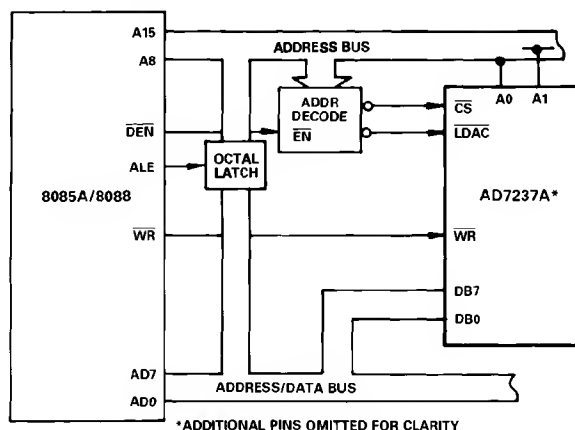 A15
ADDRESS BUS
A8
ADDR
DECODE
EN
A0 A1
CS
LDAC
DEN
ALE
OCTAL
LATCH
8085A/8088
AD7237A*
WR
WR
DB7
DB0
AD7
ADDRESS/DATA BUS
AD0
*ADDITIONAL PINS OMITTED FOR CLARITY